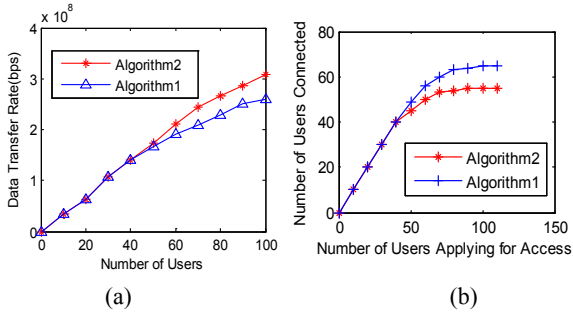 x 10^8
4
3
2
1
0
0 20 40 60 80 100
Data Transfer Rate(bps)
Number of Users
Algorithm2
Algorithm1
(a)
80
60
40
20
0
0 50 100 150
Number of Users Connected
Number of Users Applying for Access
Algorithm2
Algorithm1
(b)